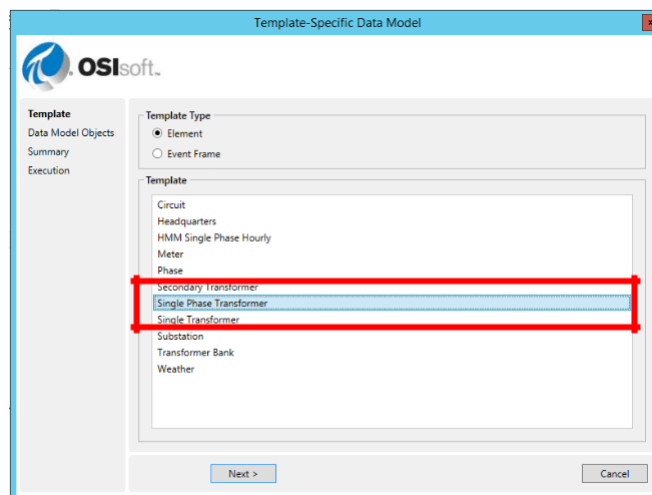 Template-Specific Data Model
OSIsoft.
Template
Data Model Objects
Summary
Execution
Template Type
Element
Event Frame
Template
Circuit
Headquarters
HMM Single Phase Hourly
Meter
Phase
Secondary Transformer
Single Phase Transformer
Single Transformer
Substation
Transformer Bank
Weather
Next >
Cancel